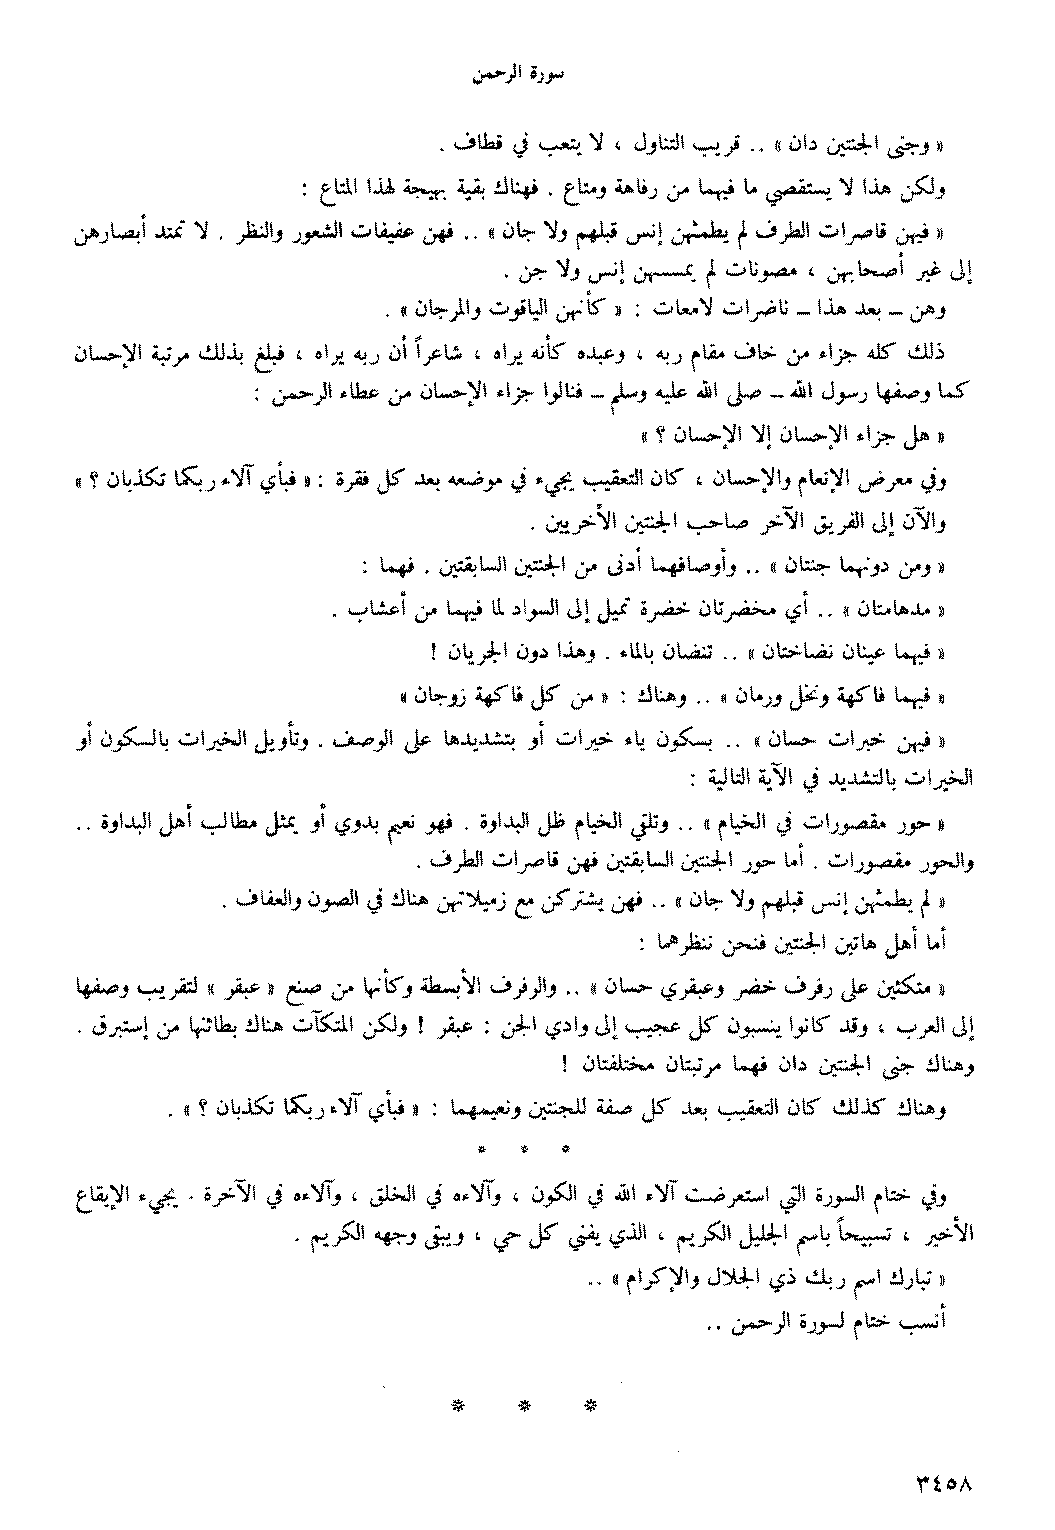 سورة الرحمن
« وجنى الجنتين دان » .. قريب التناول ، لا يتعب في قطاف .
ولكن هذا لا يستقصي ما فيهما من رفاهة ومتاع . فهناك بقية بهيجة لهذا المتاع :
« فيهن قاصرات الطرف لم يطمثهن إنس قبلهم ولا جان » .. فهن عفيفات الشعور والنظر . لا تمتد أبصارهن
إلى غير أصحابهن ، مصونات لم يمسسهن إنس ولا جن .
وهن – بعد هذا – ناضرات لامعات : « كأنهن الياقوت والمرجان » .
ذلك كله جزاء من خاف مقام ربه ، وعبده كأنه يراه ، شاعراً أن ربه يراه ، فبلغ بذلك مرتبة الإحسان
كما وصفها رسول الله – صلى الله عليه وسلم – فنالوا جزاء الإحسان من عطاء الرحمن :
« هل جزاء الإحسان إلا الإحسان ؟ »
وفي معرض الإنعام والإحسان ، كان التعقيب يجيء في موضعه بعد كل فقرة : « فبأي آلاء ربكما تكذبان ؟ »
والآن إلى الفريق الآخر صاحب الجنتين الأخريين .
« ومن دونهما جنتان » .. وأوصافهما أدنى من الجنتين السابقتين . فهما :
« مدهامتان » .. أي مخضرتان خضرة تميل إلى السواد لما فيهما من أعشاب .
« فيهما عينان نضاختان » .. تنضان بالماء . وهذا دون الجريان !
« فيهما فاكهة ونخل ورمان » .. وهناك : « من كل فاكهة زوجان »
« فيهن خيرات حسان » .. بسكون ياء خيرات أو بتشديدها على الوصف . وتأويل الخيرات بالسكون أو
الخيرات بالتشديد في الآية التالية :
« حور مقصورات في الخيام » .. وتلقي الخيام ظل البداوة . فهو نعيم بدوي أو يمثل مطالب أهل البداوة ..
والحور مقصورات . أما حور الجنتين السابقتين فهن قاصرات الطرف .
« لم يطمثهن إنس قبلهم ولا جان » .. فهن يشتركن مع زميلاتهن هناك في الصون والعفاف .
أما أهل هاتين الجنتين فنحن ننظرهما :
« متكئين على رفرف خضر وعبقري حسان » .. والرفرف الأبسطة وكأنها من صنع « عبقر » لتقريب وصفها
إلى العرب ، وقد كانوا ينسبون كل عجيب إلى وادي الجن : عبقر ! ولكن المتكآت هناك بطائنها من إستبرق .
وهناك جنى الجنتين دان فهما مرتبتان مختلفتان !
وهناك كذلك كان التعقيب بعد كل صفة للجنتين ونعيمهما : « فبأي آلاء ربكما تكذبان ؟ » .
* * *
وفي ختام السورة التي استعرضت آلاء الله في الكون ، وآلاءه في الخلق ، وآلاءه في الآخرة . يجيء الإيقاع
الأخير ، تسبيحاً باسم الجليل الكريم ، الذي يفني كل حي ، ويبقى وجهه الكريم .
« تبارك اسم ربك ذي الجلال والإكرام » ..
أنسب ختام لسورة الرحمن ..
* * *
٣٤٥٨